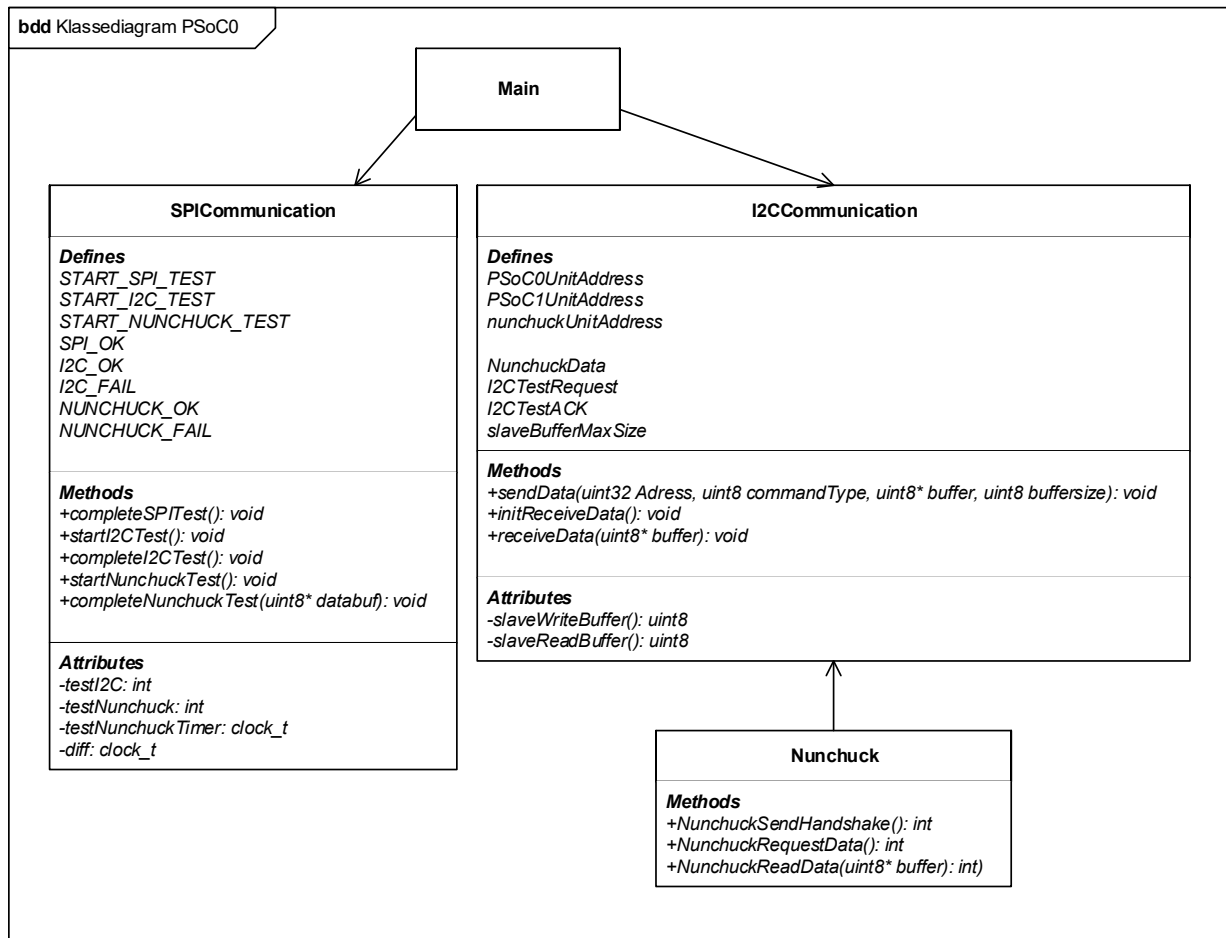 bdd Klassediagram PSoC0
Main
SPICommunication
Defines
START_SPI_TEST
START_I2C_TEST
START_NUNCHUCK_TEST
SPI_OK
I2C_OK
I2C_FAIL
NUNCHUCK_OK
NUNCHUCK_FAIL
Methods
+completeSPITest(): void
+startI2CTest(): void
+completeI2CTest(): void
+startNunchuckTest(): void
+completeNunchuckTest(uint8* databuf): void
Attributes
-testI2C: int
-testNunchuck: int
-testNunchuckTimer: clock_t
-diff: clock_t
I2CCommunication
Defines
PSoC0UnitAddress
PSoC1UnitAddress
nunchuckUnitAddress
NunchuckData
I2CTestRequest
I2CTestACK
slaveBufferMaxSize
Methods
+sendData(uint32 Adress, uint8 commandType, uint8* buffer, uint8 buffersize): void
+initReceiveData(): void
+receiveData(uint8* buffer): void
Attributes
-slaveWriteBuffer(): uint8
-slaveReadBuffer(): uint8
Nunchuck
Methods
+NunchuckSendHandshake(): int
+NunchuckRequestData(): int
+NunchuckReadData(uint8* buffer): int)